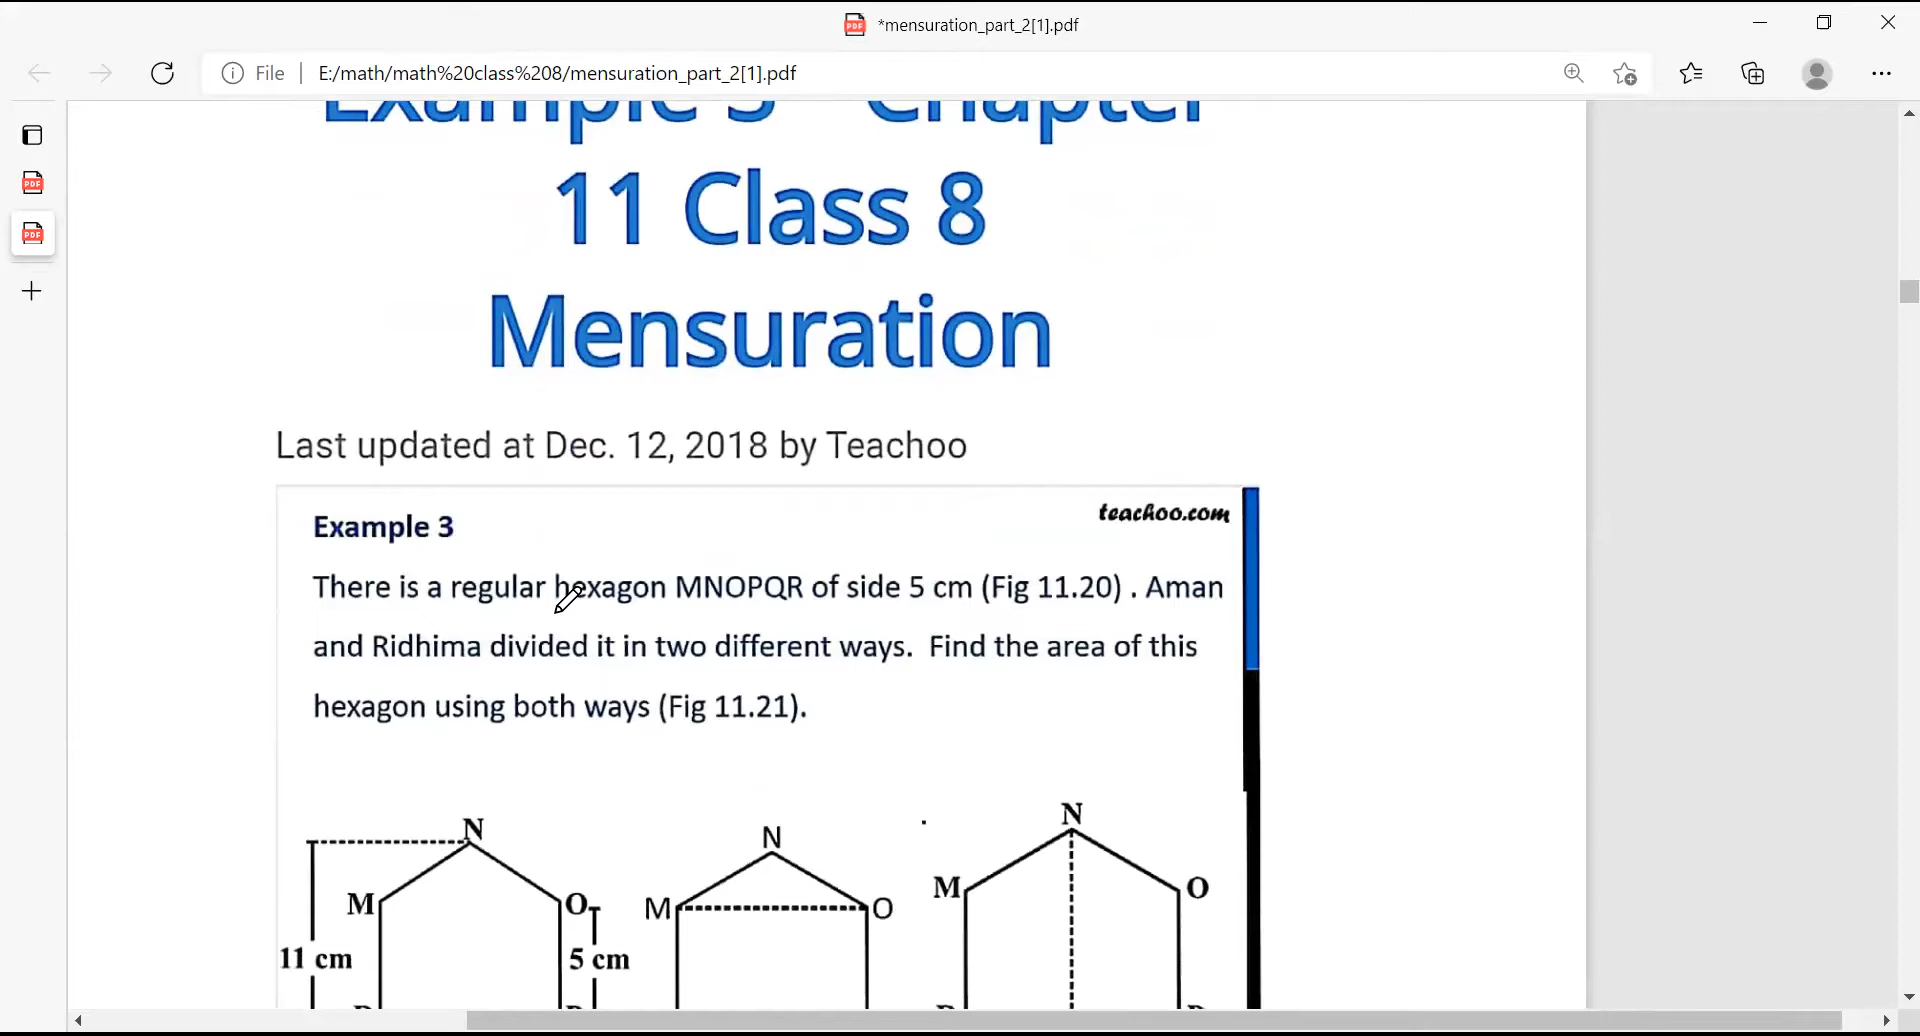 *mensuration_part_2[1].pdf
File
E:/math/math%20class%208/mensuration_part_2[1].pdf
Example 3 - Chapter
11 Class 8
Mensuration
Last updated at Dec. 12, 2018 by Teachoo
teachoo.com
Example 3
There is a regular hexagon MNOPQR of side 5 cm (Fig 11.20) . Aman
and Ridhima divided it in two different ways. Find the area of this
hexagon using both ways (Fig 11.21).
N N N
M O M O M O
11 cm 5 cm